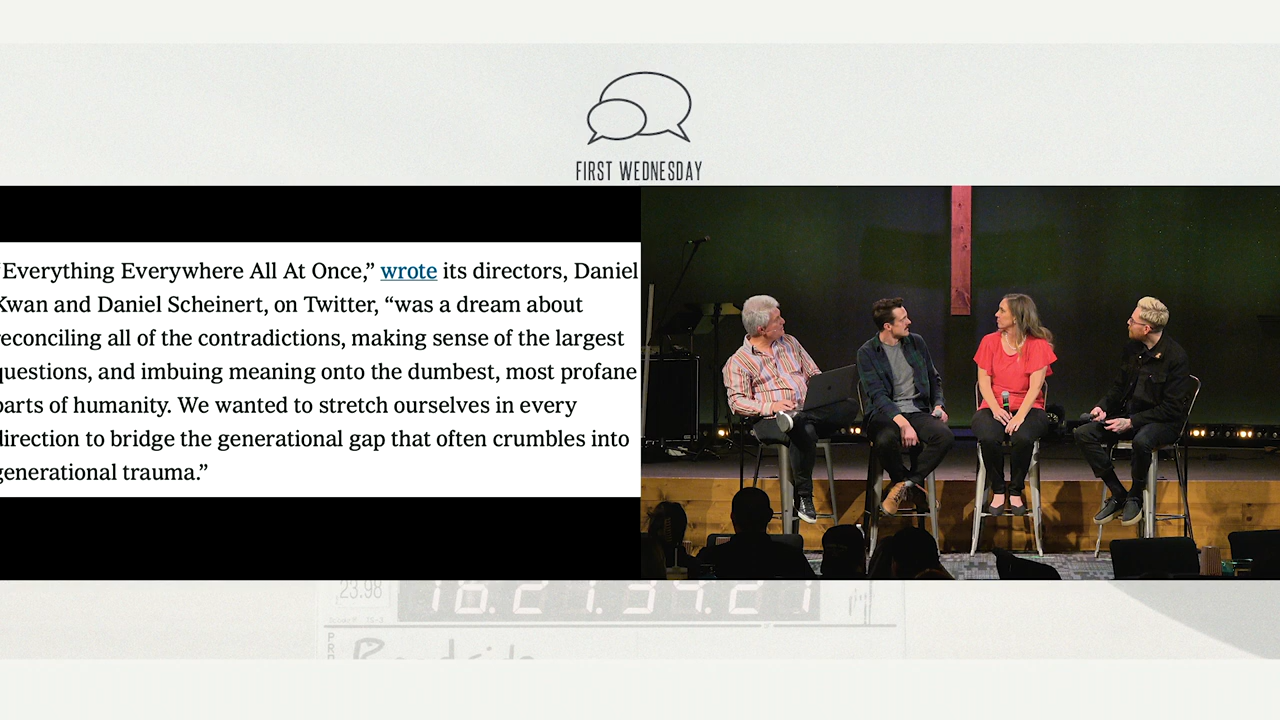 FIRST WEDNESDAY
“Everything Everywhere All At Once,” wrote its directors, Daniel
Kwan and Daniel Scheinert, on Twitter, “was a dream about
reconciling all of the contradictions, making sense of the largest
questions, and imbuing meaning onto the dumbest, most profane
parts of humanity. We wanted to stretch ourselves in every
direction to bridge the generational gap that often crumbles into
generational trauma.”
23.98